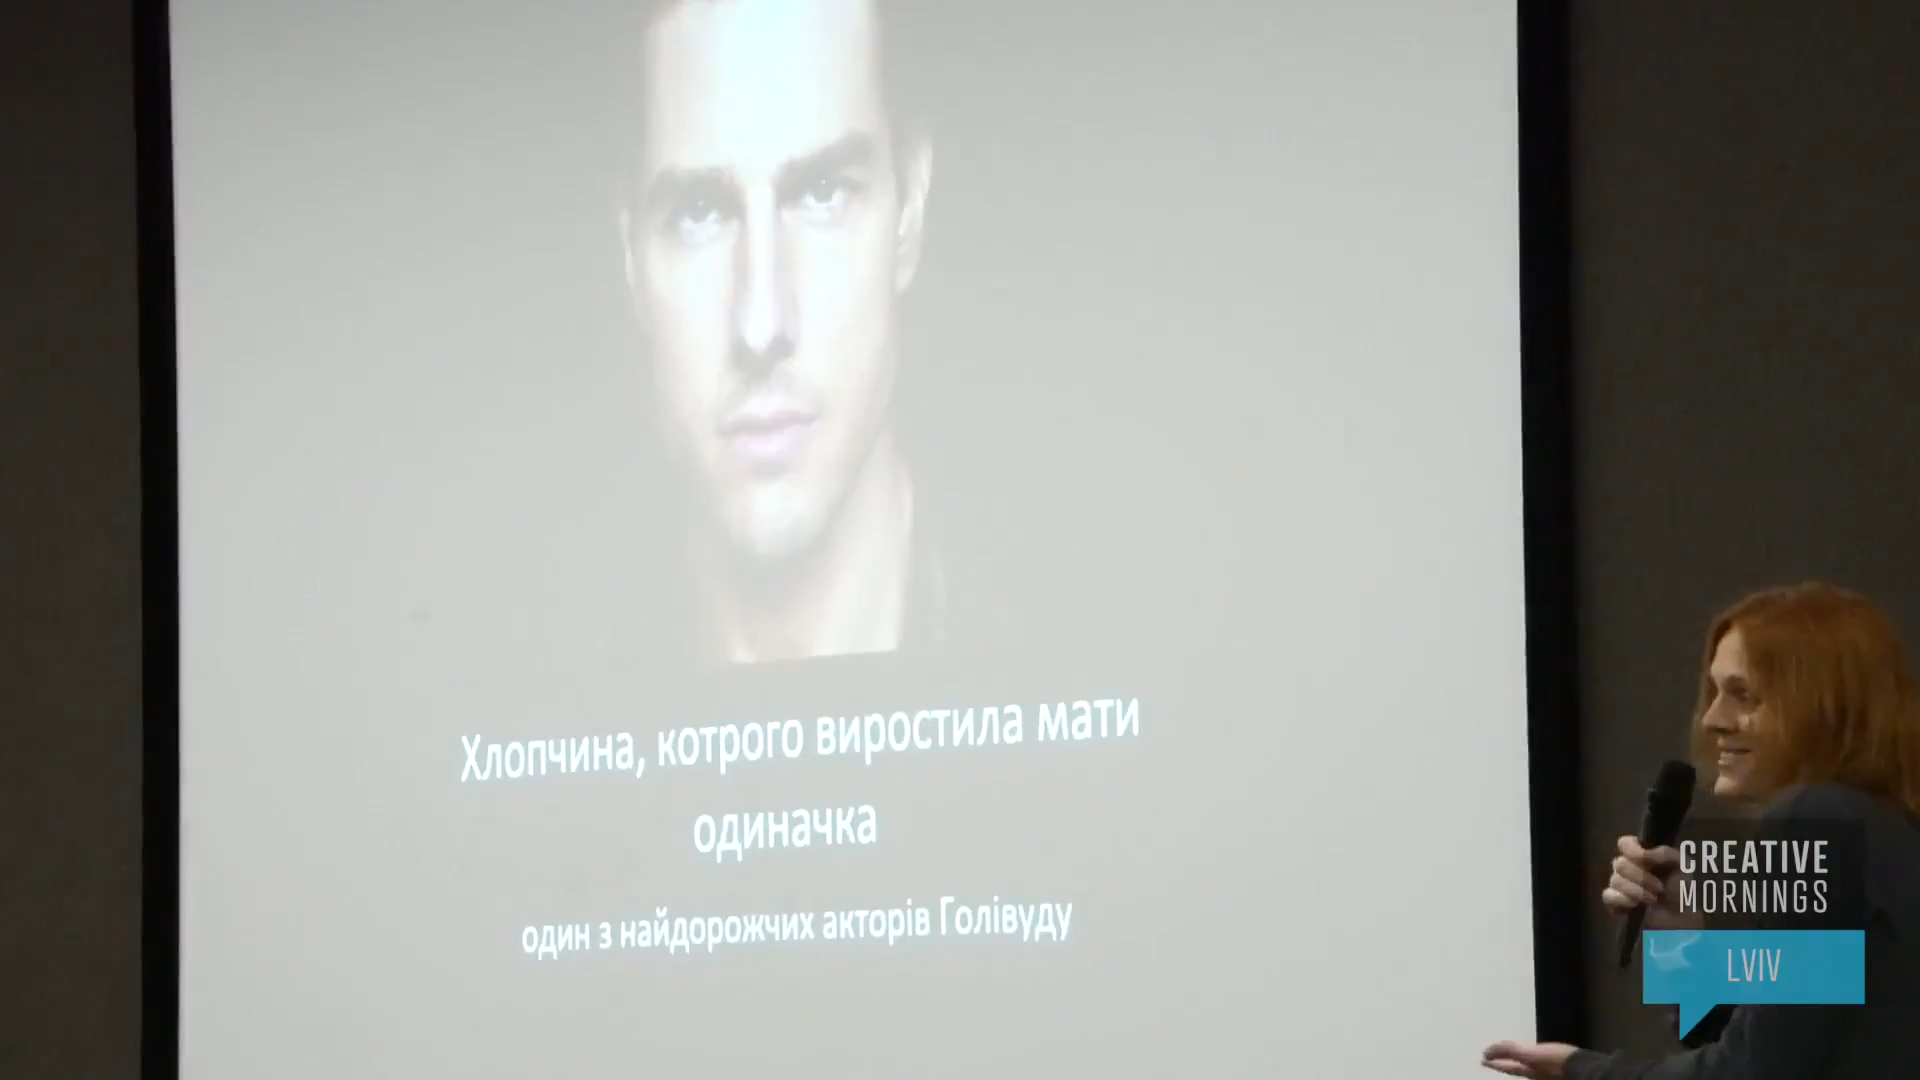 Хлопчина, котрого виростила мати
одиначка
один з найдорожчих акторів Голівуду
CREATIVE
MORNINGS
LVIV